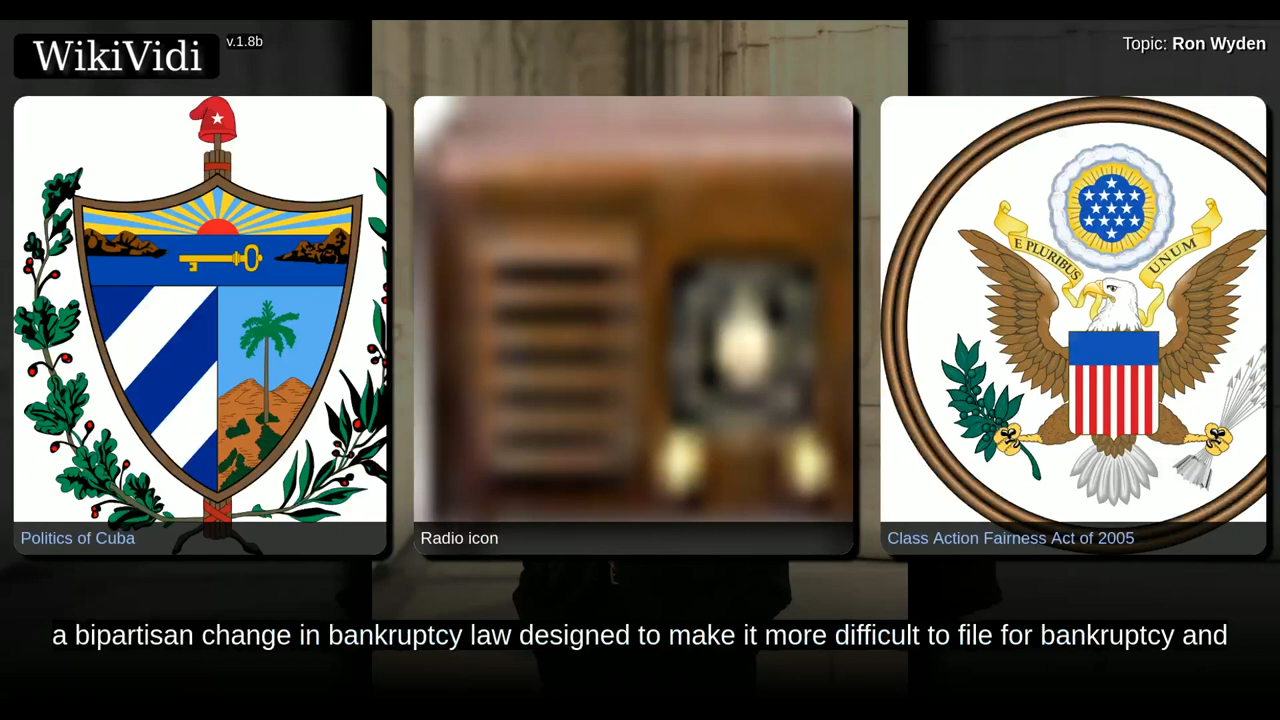 WikiVidi
v.1.8b
Topic: Ron Wyden
E PLURIBUS
UNUM
Politics of Cuba
Radio icon
Class Action Fairness Act of 2005
a bipartisan change in bankruptcy law designed to make it more difficult to file for bankruptcy and